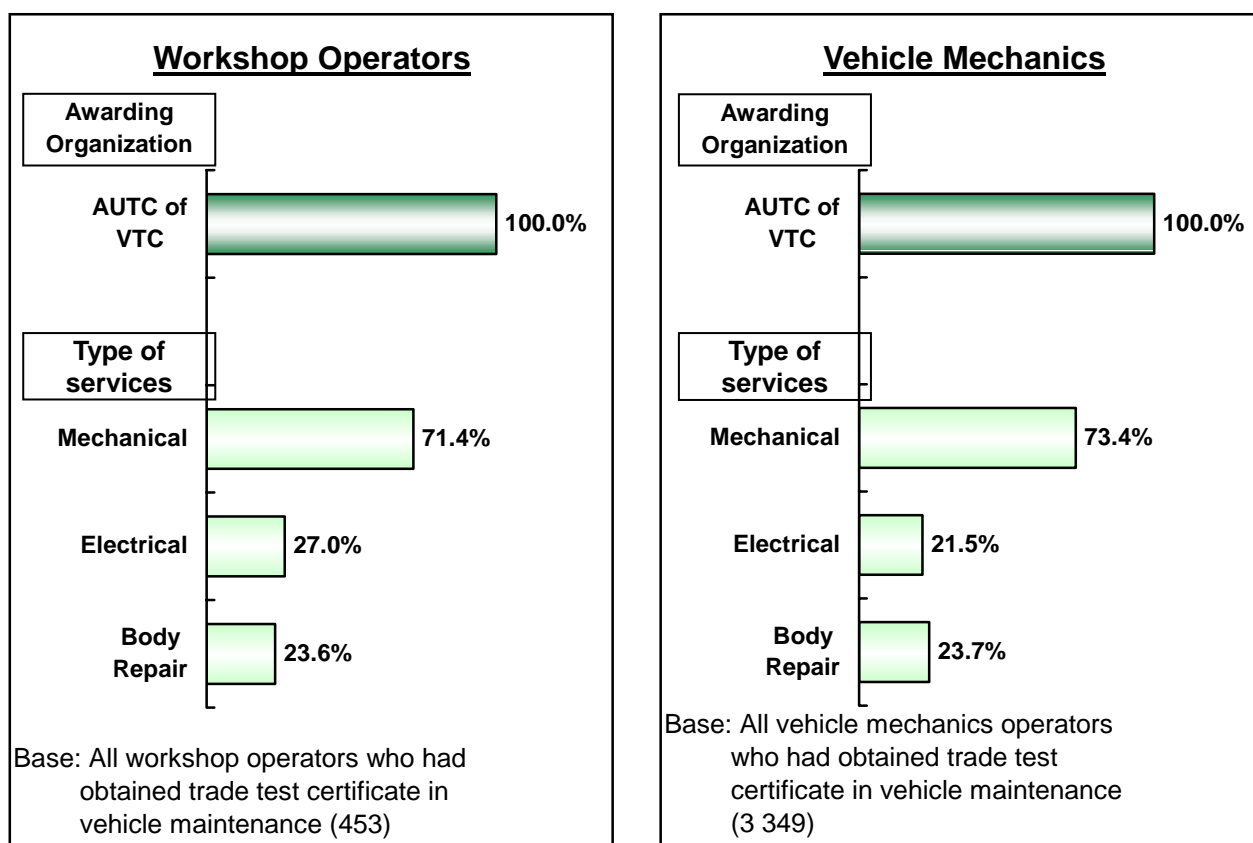 Workshop Operators
Awarding
Organization
AUTC of
VTC
100.0%
Type of
services
Mechanical
71.4%
Electrical
27.0%
Body
Repair
23.6%
Base: All workshop operators who had
obtained trade test certificate in
vehicle maintenance (453)
Vehicle Mechanics
Awarding
Organization
AUTC of
VTC
100.0%
Type of
services
Mechanical
73.4%
Electrical
21.5%
Body
Repair
23.7%
Base: All vehicle mechanics operators
who had obtained trade test
certificate in vehicle maintenance
(3 349)